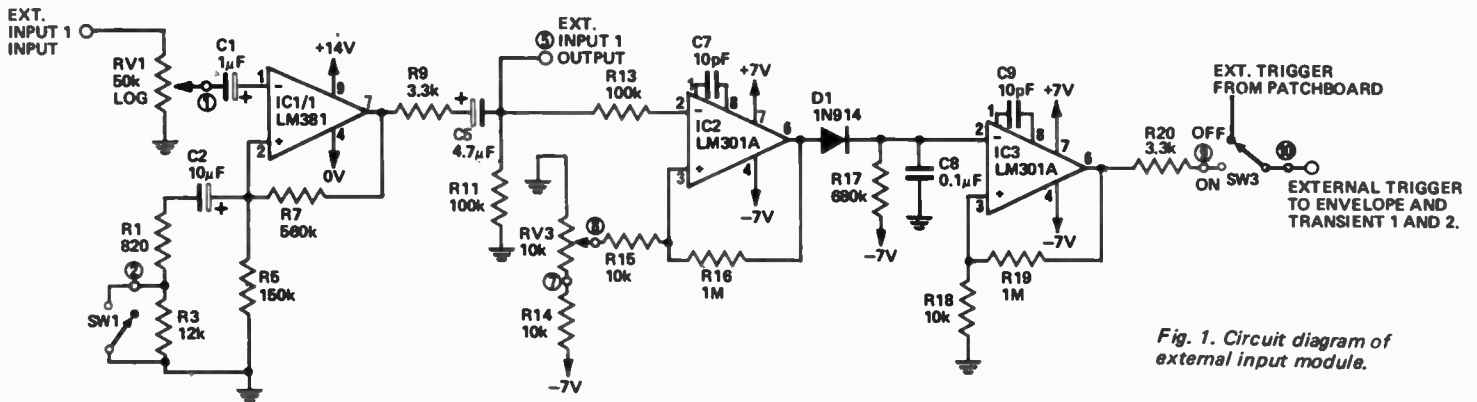 EXT.
INPUT 1
INPUT
RV1
50k
LOG
①
C1
1µF
+
+14V
1
−
9
IC1/1
LM381
7
+
2
4
0V
C2
10µF
+
R7
560k
R1
820
②
SW1
R3
12k
R5
150k
R9
3.3k
+
C5
4.7µF
⑤
EXT.
INPUT 1
OUTPUT
R11
100k
R13
100k
RV3
10k
⑧
⑦
R14
10k
−7V
R15
10k
C7
10pF
1
8
+7V
2
−
7
IC2
LM301A
6
+
3
4
−7V
R16
1M
D1
1N914
R17
680k
−7V
C8
0.1µF
C9
10pF
1
8
+7V
2
−
7
IC3
LM301A
6
+
3
4
−7V
R19
1M
R18
10k
R20
3.3k
EXT. TRIGGER
FROM PATCHBOARD
OFF
ON
SW3
⑩
EXTERNAL TRIGGER
TO ENVELOPE AND
TRANSIENT 1 AND 2.
Fig. 1. Circuit diagram of
external input module.